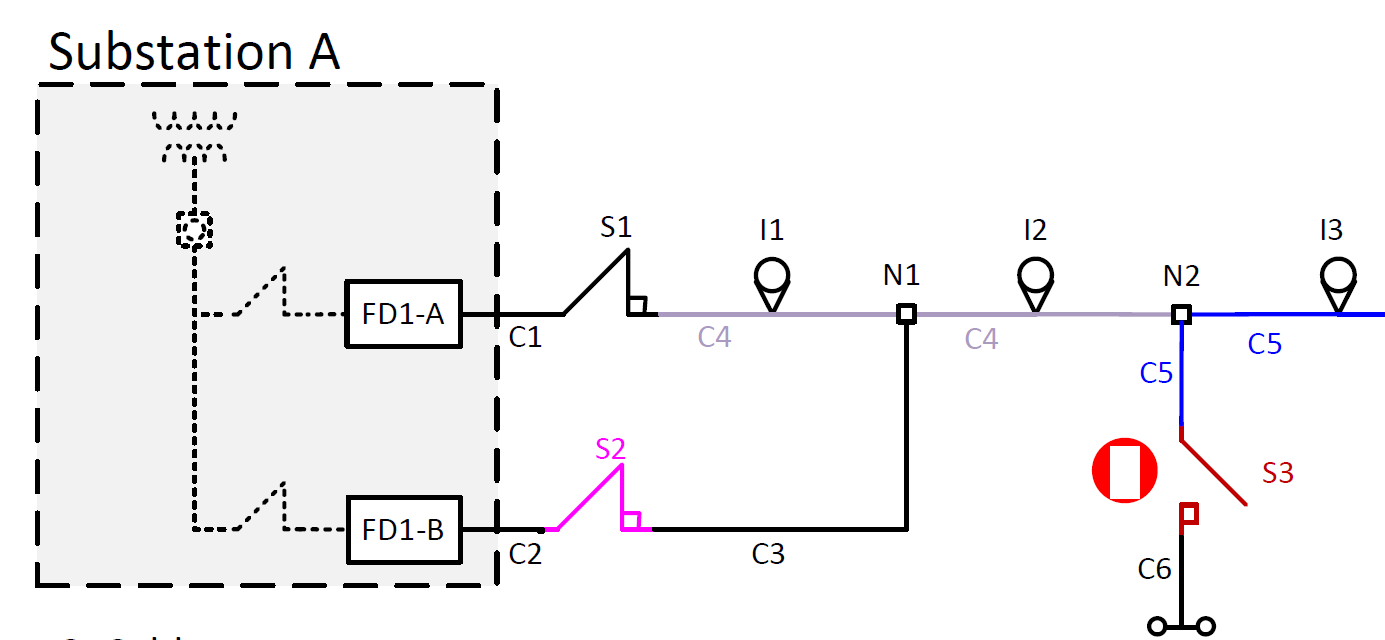 Substation A
S1
I1
I2
I3
N1
N2
FD1-A
C1
C4
C4
C5
C5
S2
S3
FD1-B
C2
C3
C6